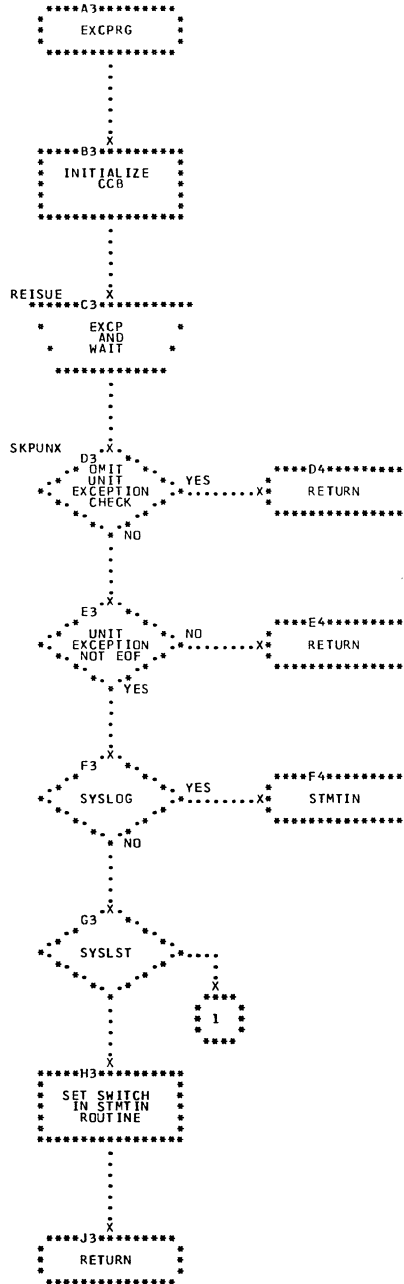 A3
EXCPRG
B3
INITIALIZE
CCB
REISUE
C3
EXCP
AND
WAIT
SKPUNX
D3
OMIT
UNIT
EXCEPTION
CHECK
YES
D4
RETURN
NO
E3
UNIT
EXCEPTION
NOT EOF
NO
E4
RETURN
YES
F3
SYSLOG
YES
F4
STMTIN
NO
G3
SYSLST
1
H3
SET SWITCH
IN STMTIN
ROUTINE
J3
RETURN